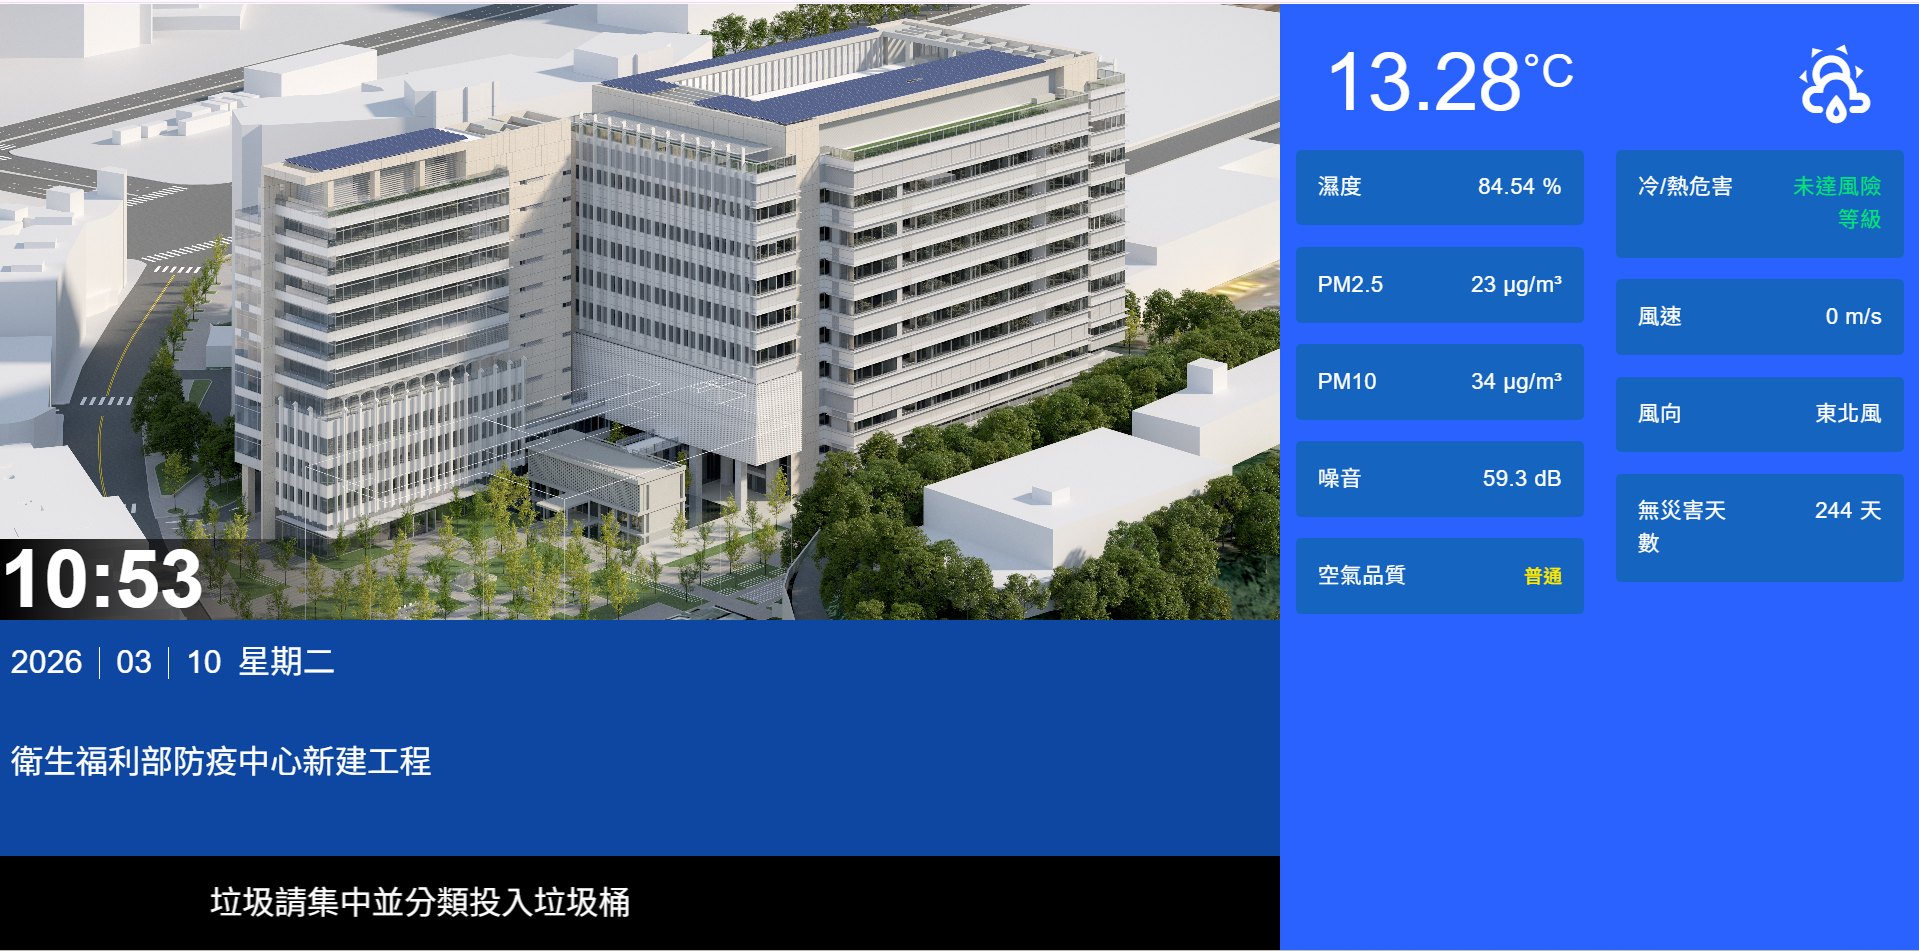 10:53
2026 | 03 | 10 星期二
衛生福利部防疫中心新建工程
垃圾請集中並分類投入垃圾桶
13.28°C
濕度 84.54 %
PM2.5 23 µg/m³
PM10 34 µg/m³
噪音 59.3 dB
空氣品質 普通
冷/熱危害 未達風險
等級
風速 0 m/s
風向 東北風
無災害天 244 天
數